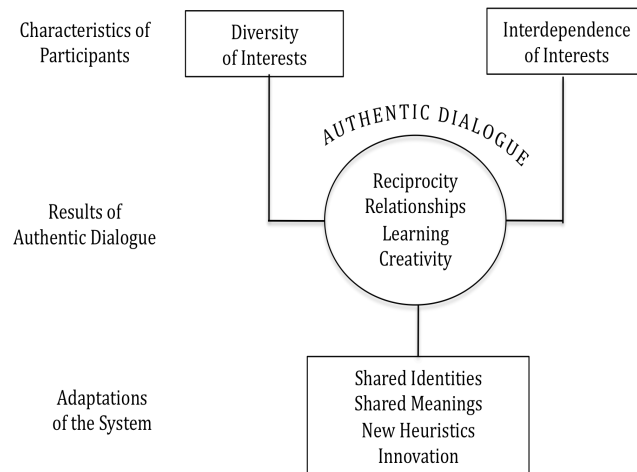 Characteristics of
Participants
Diversity
of Interests
Interdependence
of Interests
AUTHENTIC DIALOGUE
Results of
Authentic Dialogue
Reciprocity
Relationships
Learning
Creativity
Adaptations
of the System
Shared Identities
Shared Meanings
New Heuristics
Innovation